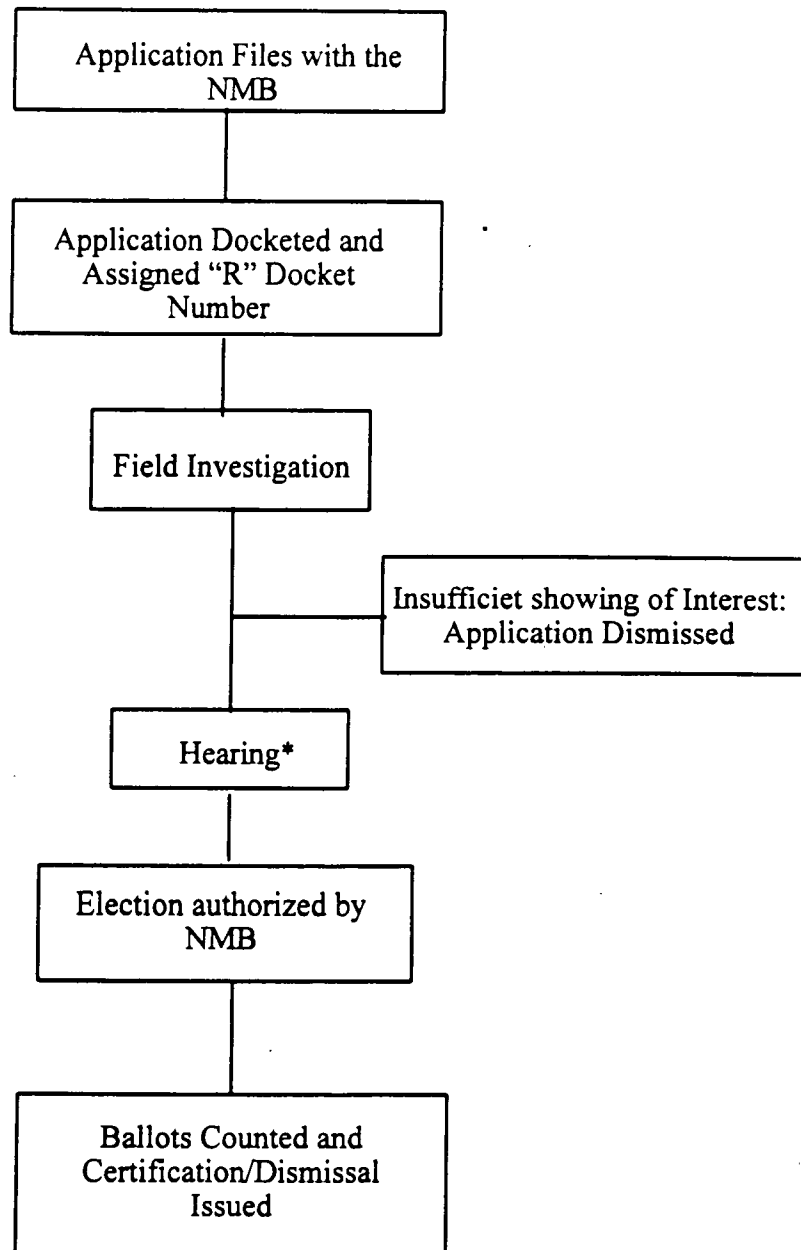 Application Files with the
NMB
Application Docketed and
Assigned “R” Docket
Number
Field Investigation
Insufficiet showing of Interest:
Application Dismissed
Hearing*
Election authorized by
NMB
Ballots Counted and
Certification/Dismissal
Issued